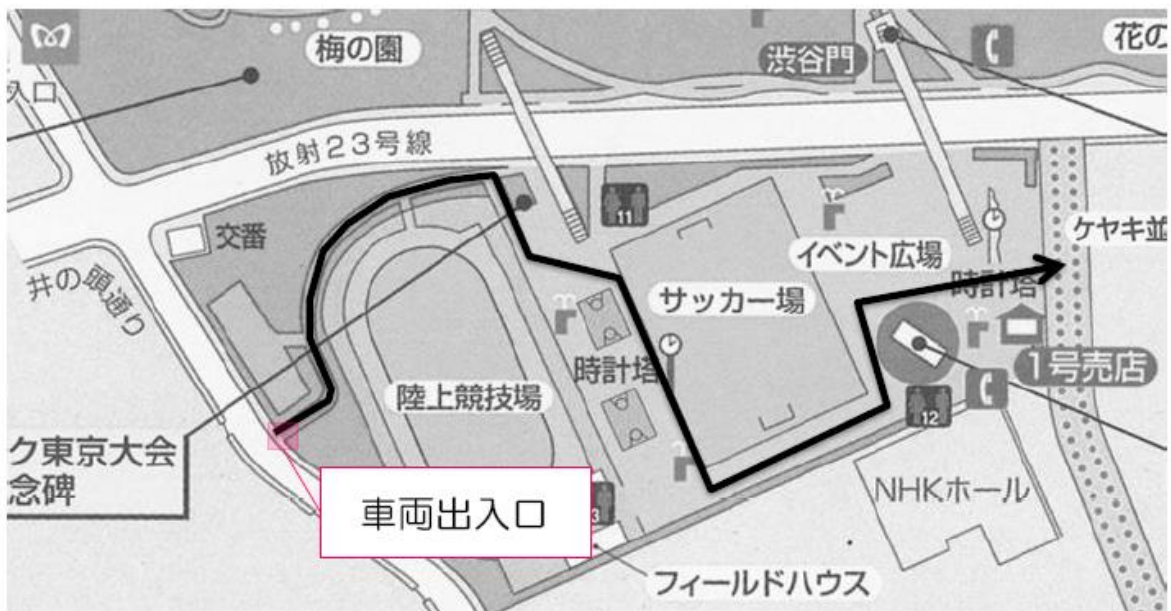 梅の園
渋谷門
花の
入口
放射23号線
11
交番
ケヤキ並
井の頭通り
イベント広場
サッカー場
時計塔
時計塔
1号売店
陸上競技場
12
ク東京大会
念碑
車両出入口
3
NHKホール
フィールドハウス